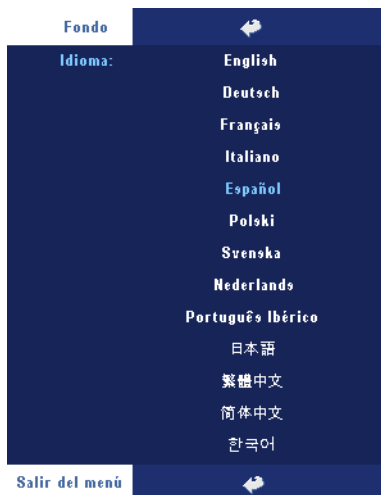 Fondo
Idioma: English
Deutsch
Français
Italiano
Español
Polski
Svenska
Nederlands
Português Ibérico
日本語
繁體中文
简体中文
한국어
Salir del menú